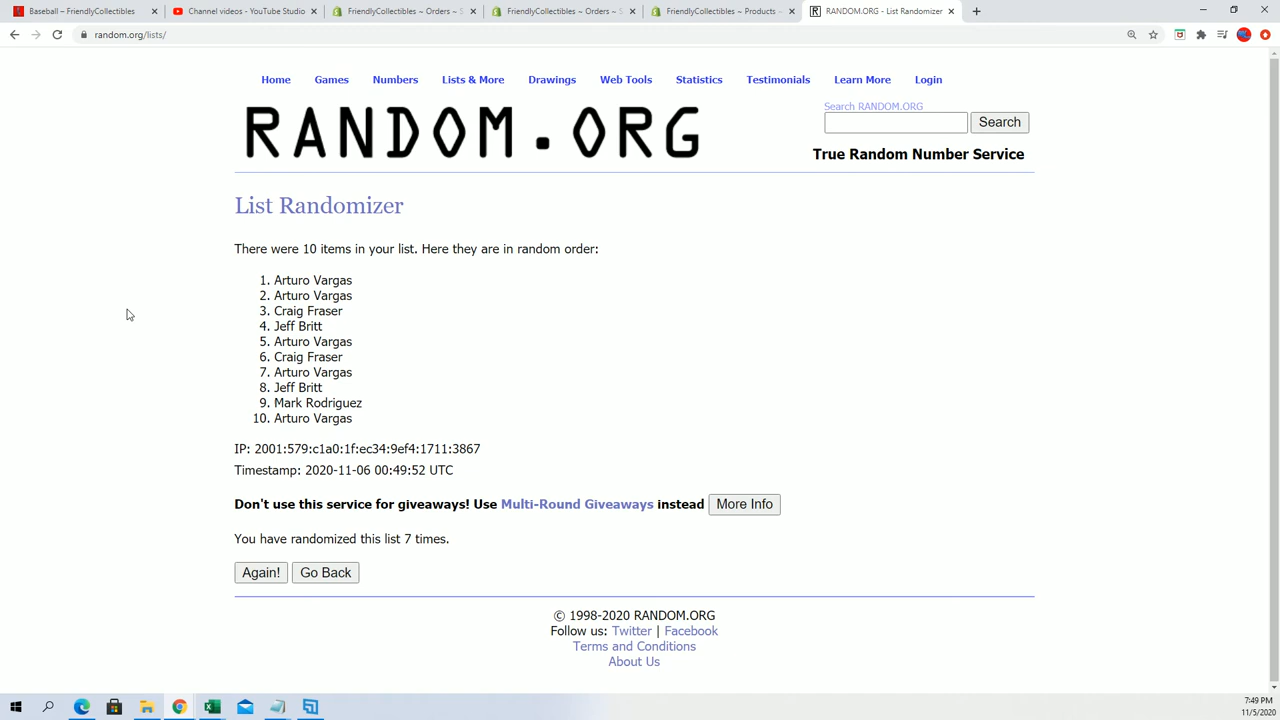 Baseball – FriendlyCollectibles
Channel videos - YouTube Studio
FriendlyCollectibles ~ Orders ~ S
FriendlyCollectibles ~ Orders ~ S
FriendlyCollectibles ~ Products ~
RANDOM.ORG - List Randomizer
random.org/lists/
Home Games Numbers Lists & More Drawings Web Tools Statistics Testimonials Learn More Login
RANDOM.ORG
Search RANDOM.ORG
Search
True Random Number Service
List Randomizer
There were 10 items in your list. Here they are in random order:
1. Arturo Vargas
2. Arturo Vargas
3. Craig Fraser
4. Jeff Britt
5. Arturo Vargas
6. Craig Fraser
7. Arturo Vargas
8. Jeff Britt
9. Mark Rodriguez
10. Arturo Vargas
IP: 2001:579:c1a0:1f:ec34:9ef4:1711:3867
Timestamp: 2020-11-06 00:49:52 UTC
Don't use this service for giveaways! Use Multi-Round Giveaways instead More Info
You have randomized this list 7 times.
Again! Go Back
© 1998-2020 RANDOM.ORG
Follow us: Twitter | Facebook
Terms and Conditions
About Us
7:49 PM
11/5/2020